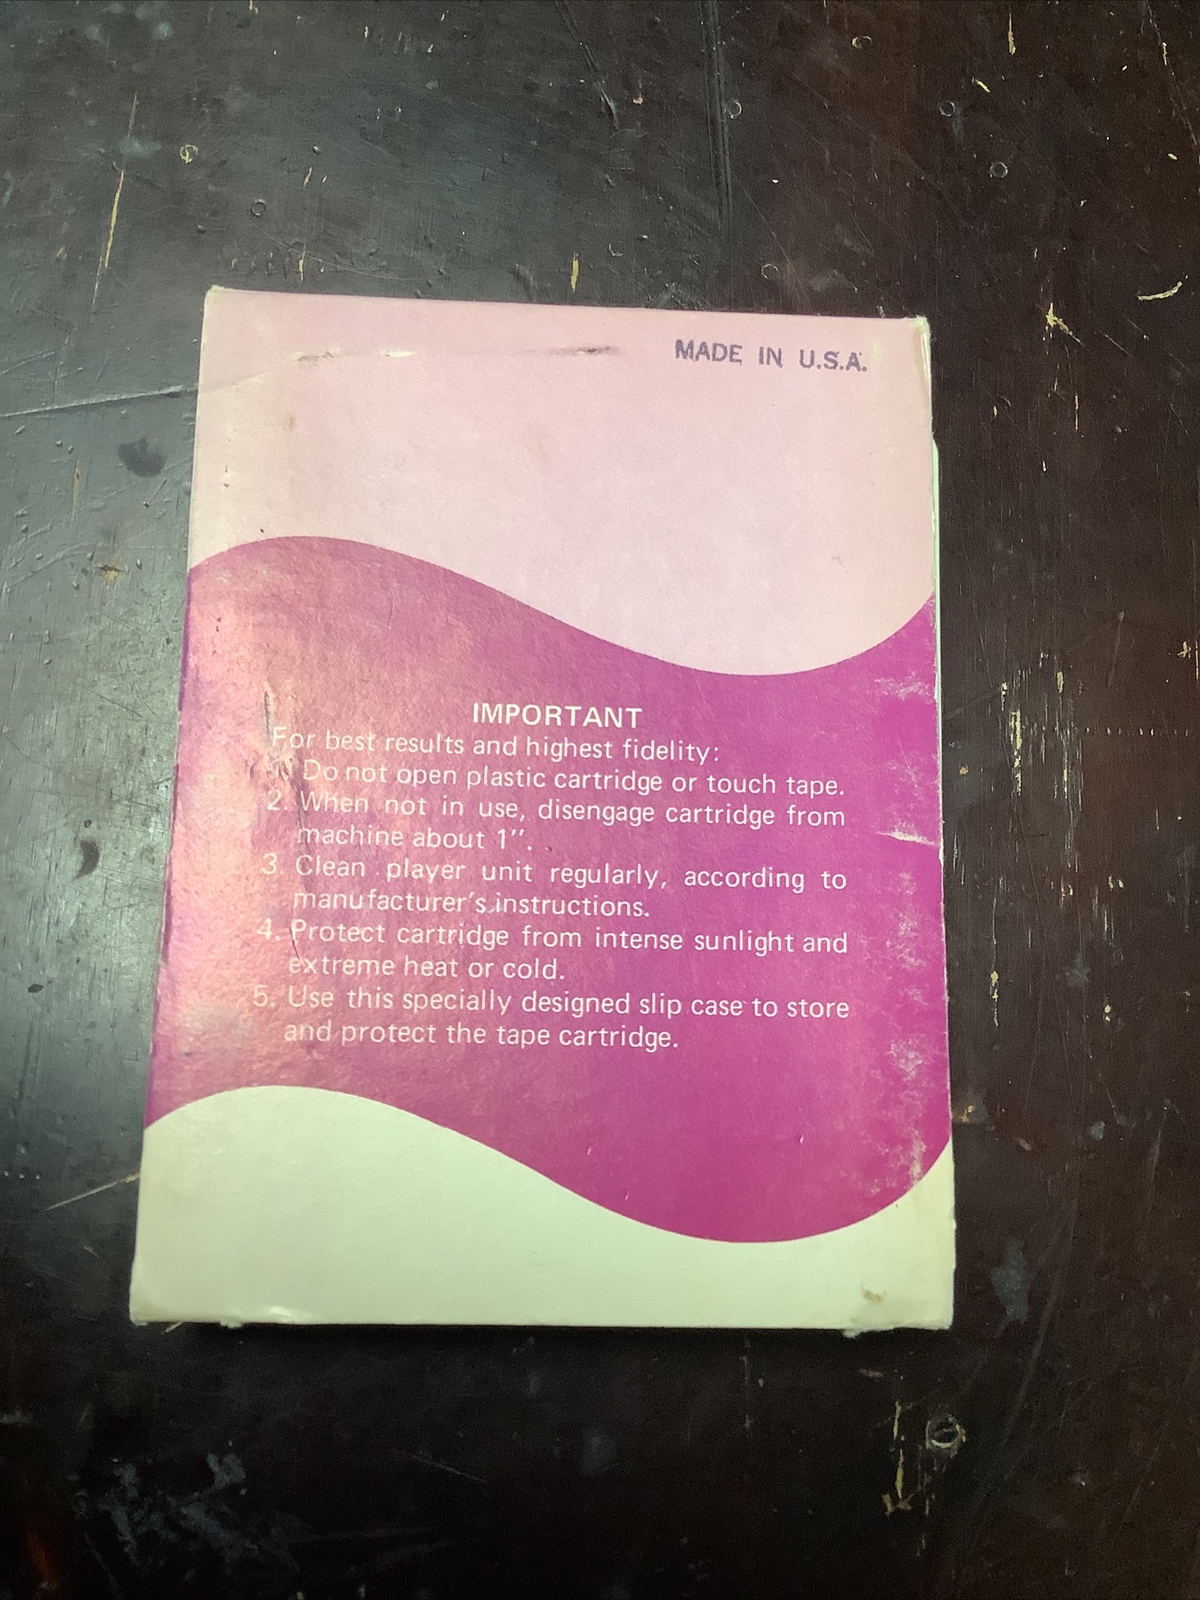 MADE IN U.S.A.
IMPORTANT
For best results and highest fidelity:
1. Do not open plastic cartridge or touch tape.
2. When not in use, disengage cartridge from
machine about 1″.
3. Clean player unit regularly, according to
manufacturer's instructions.
4. Protect cartridge from intense sunlight and
extreme heat or cold.
5. Use this specially designed slip case to store
and protect the tape cartridge.